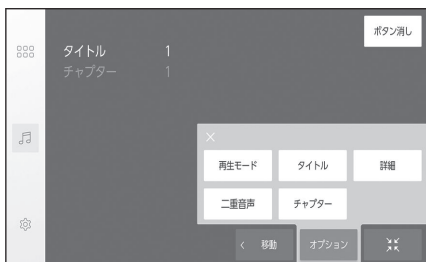 ボタン消し
タイトル 1
チャプター 1
再生モード タイトル 詳細
二重音声 チャプター
移動 オプション